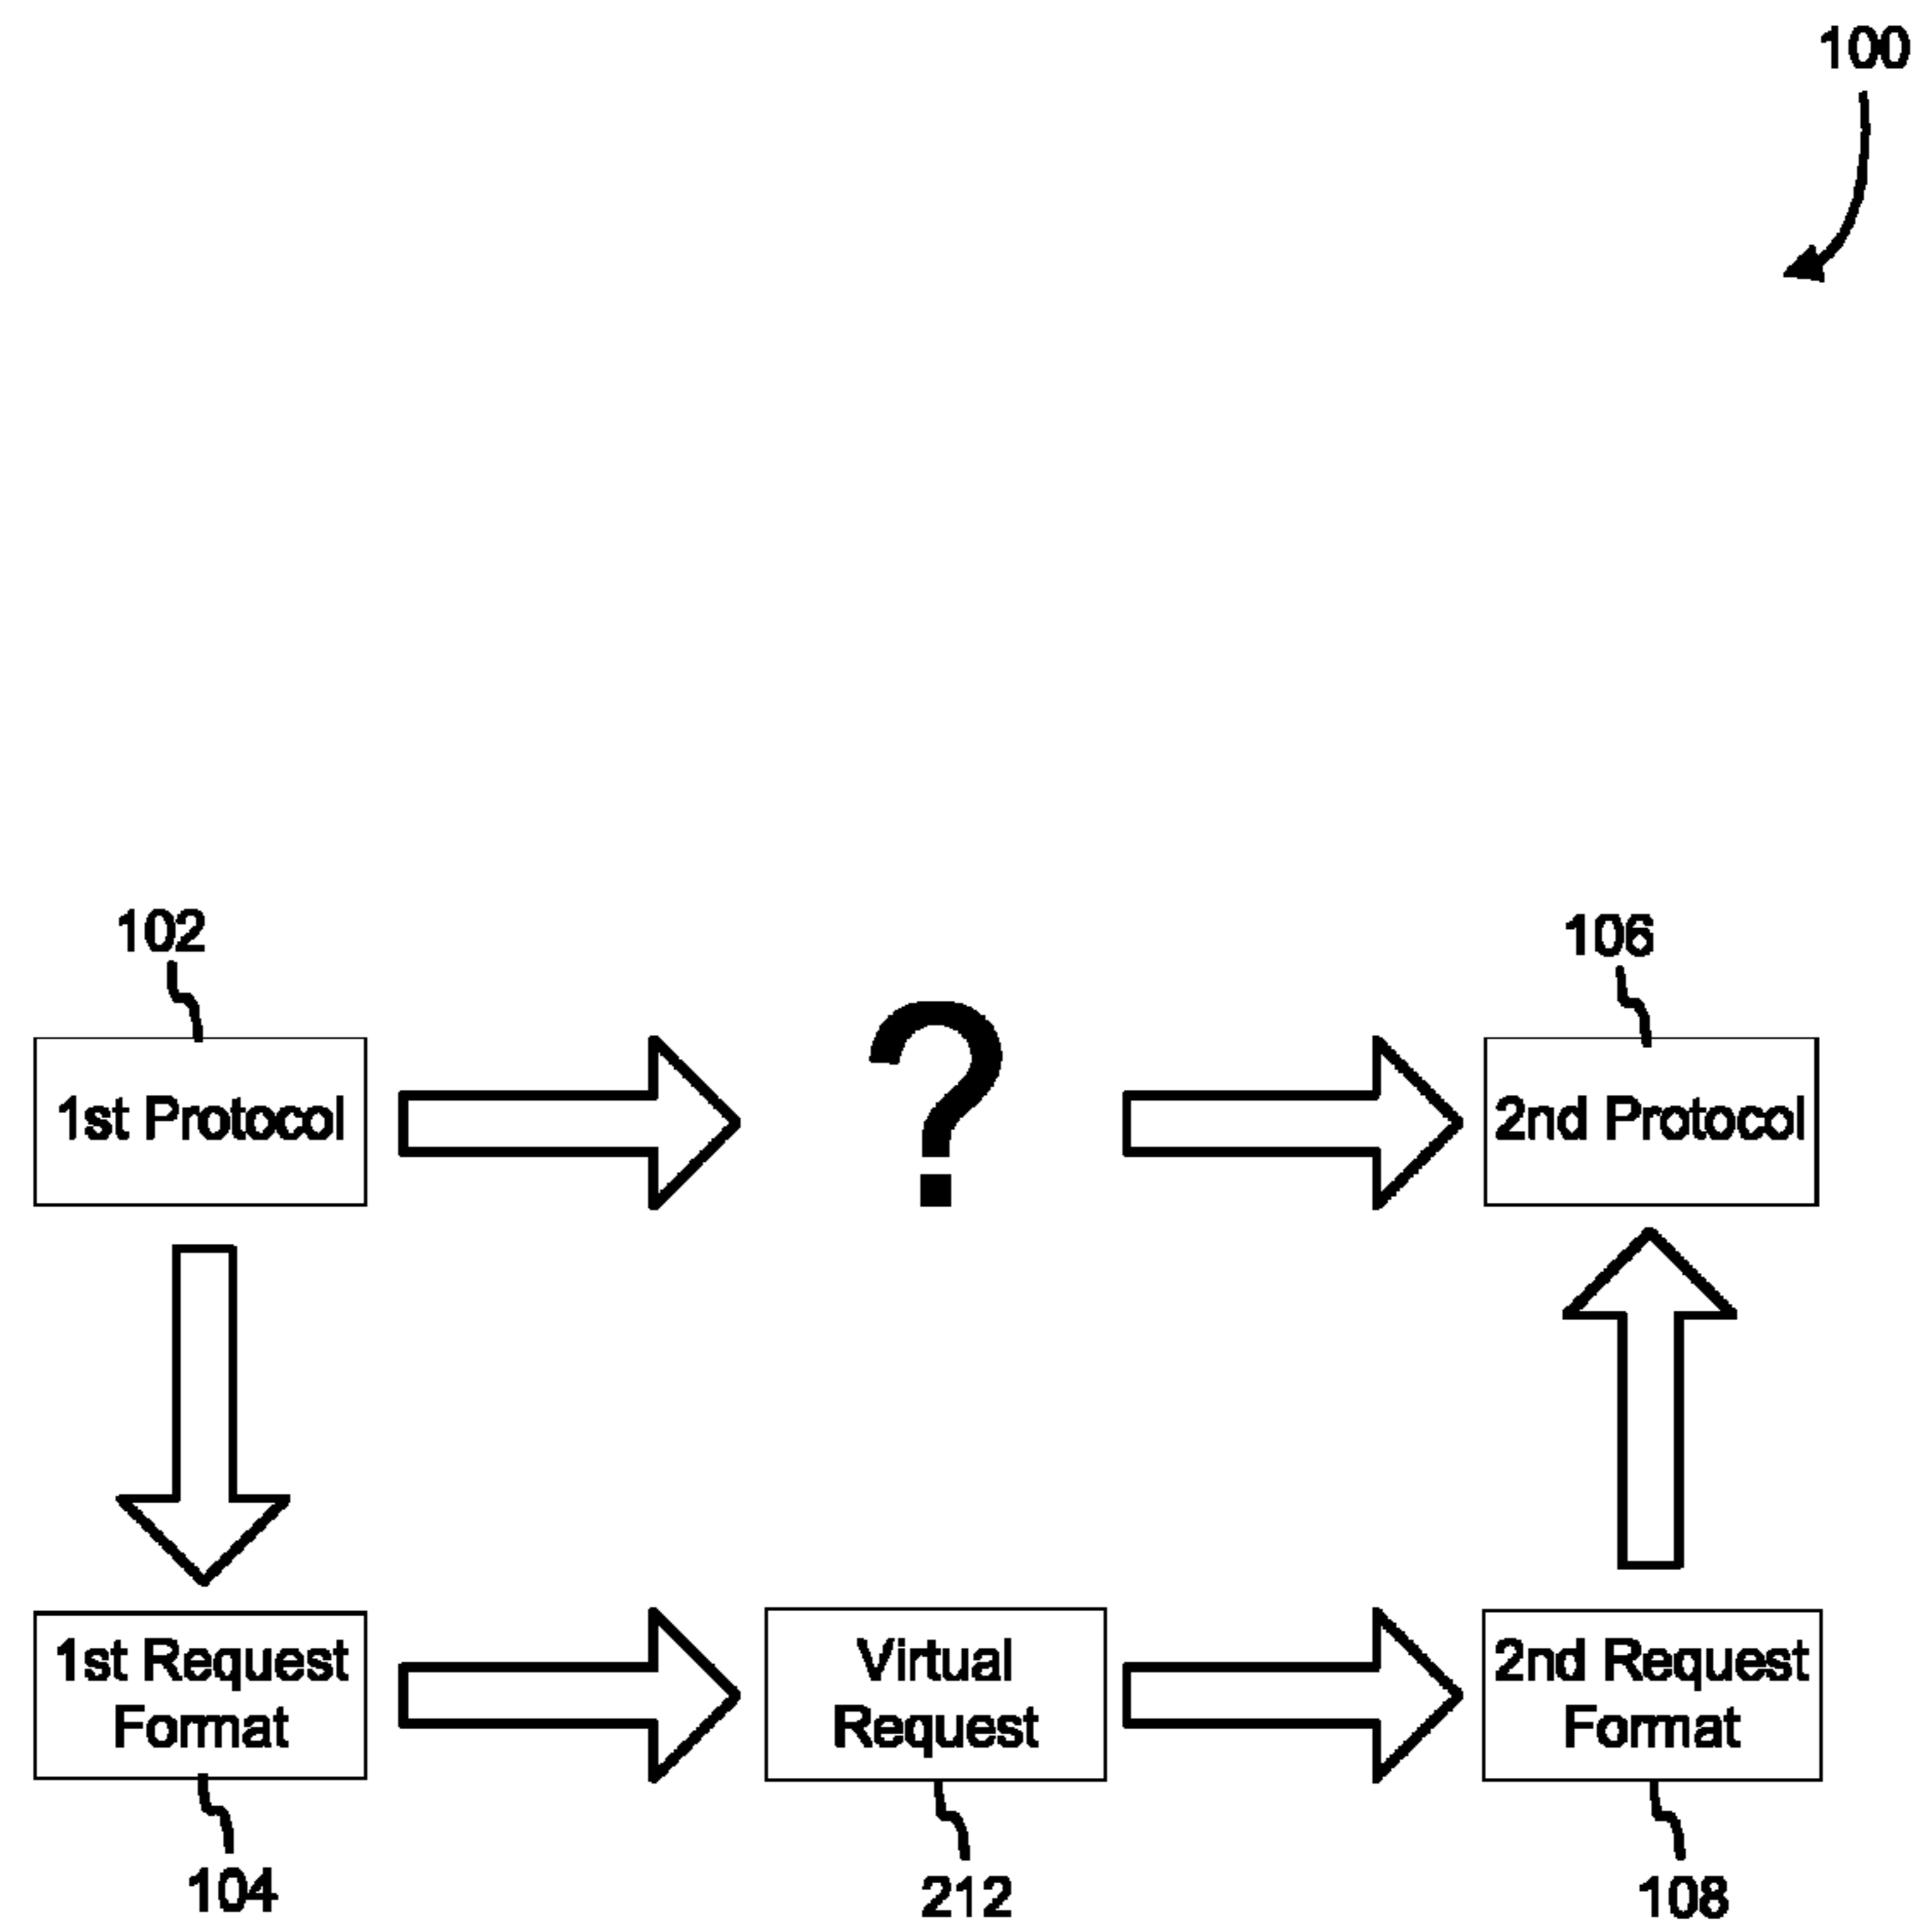 100
102
106
1st Protocol
?
2nd Protocol
1st Request
Format
Virtual
Request
2nd Request
Format
104
212
108